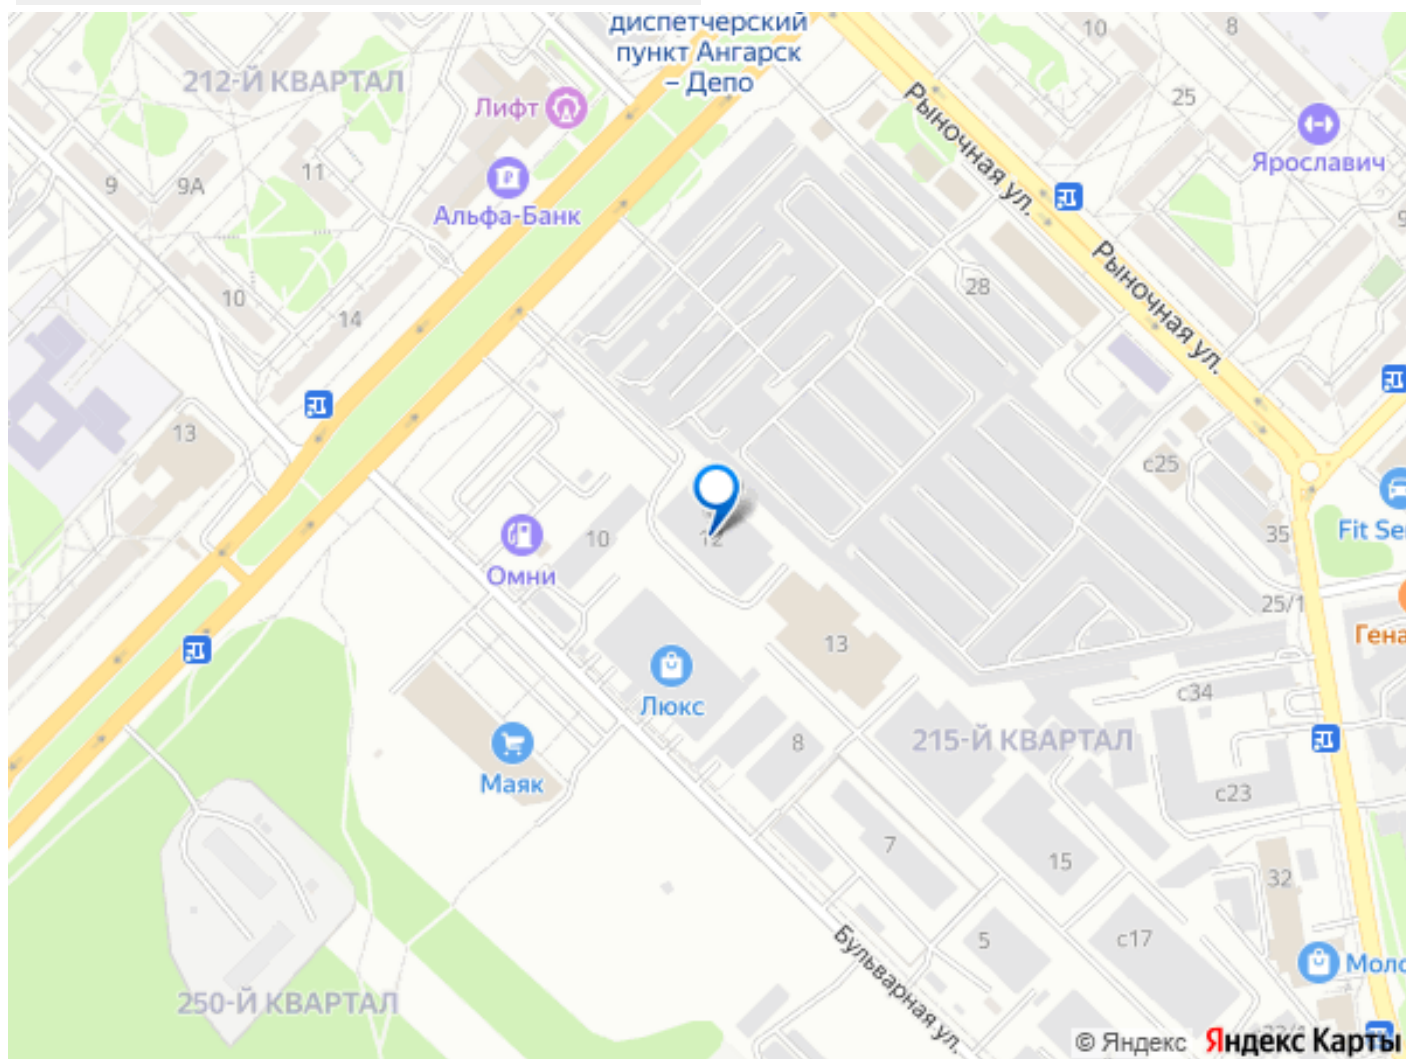 диспетчерский
пункт Ангарск
– Депо
10
8
212-Й КВАРТАЛ
Лифт
25
Рыночная ул.
Ярославич
11
9
9А
Альфа-Банк
Рыночная ул.
10
14
28
13
с25
Fit Se
35
10
12
Омни
25/1
Гена
13
с34
Люкс
8
215-Й КВАРТАЛ
Маяк
с23
7
15
32
Бульварная ул.
5
с17
Моло
250-Й КВАРТАЛ
© Яндекс Яндекс Карты